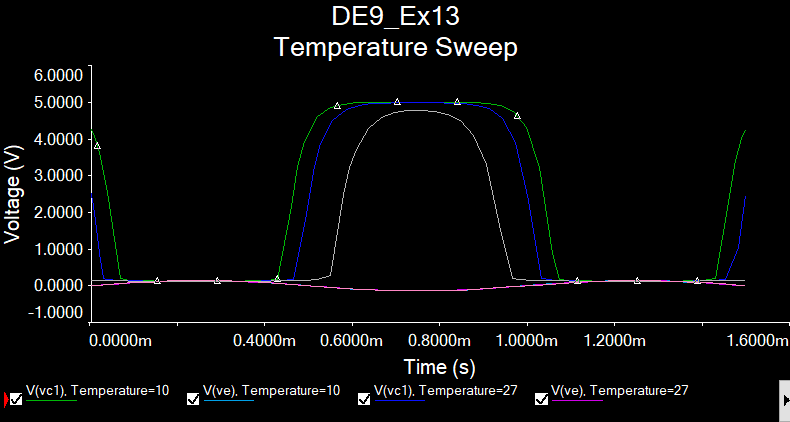 DE9_Ex13
Temperature Sweep
6.0000
5.0000
4.0000
3.0000
2.0000
1.0000
0.0000
-1.0000
Voltage (V)
0.0000m 0.4000m 0.6000m 0.8000m 1.0000m 1.2000m 1.6000m
Time (s)
V(vc1), Temperature=10 V(ve), Temperature=10 V(vc1), Temperature=27 V(ve), Temperature=27